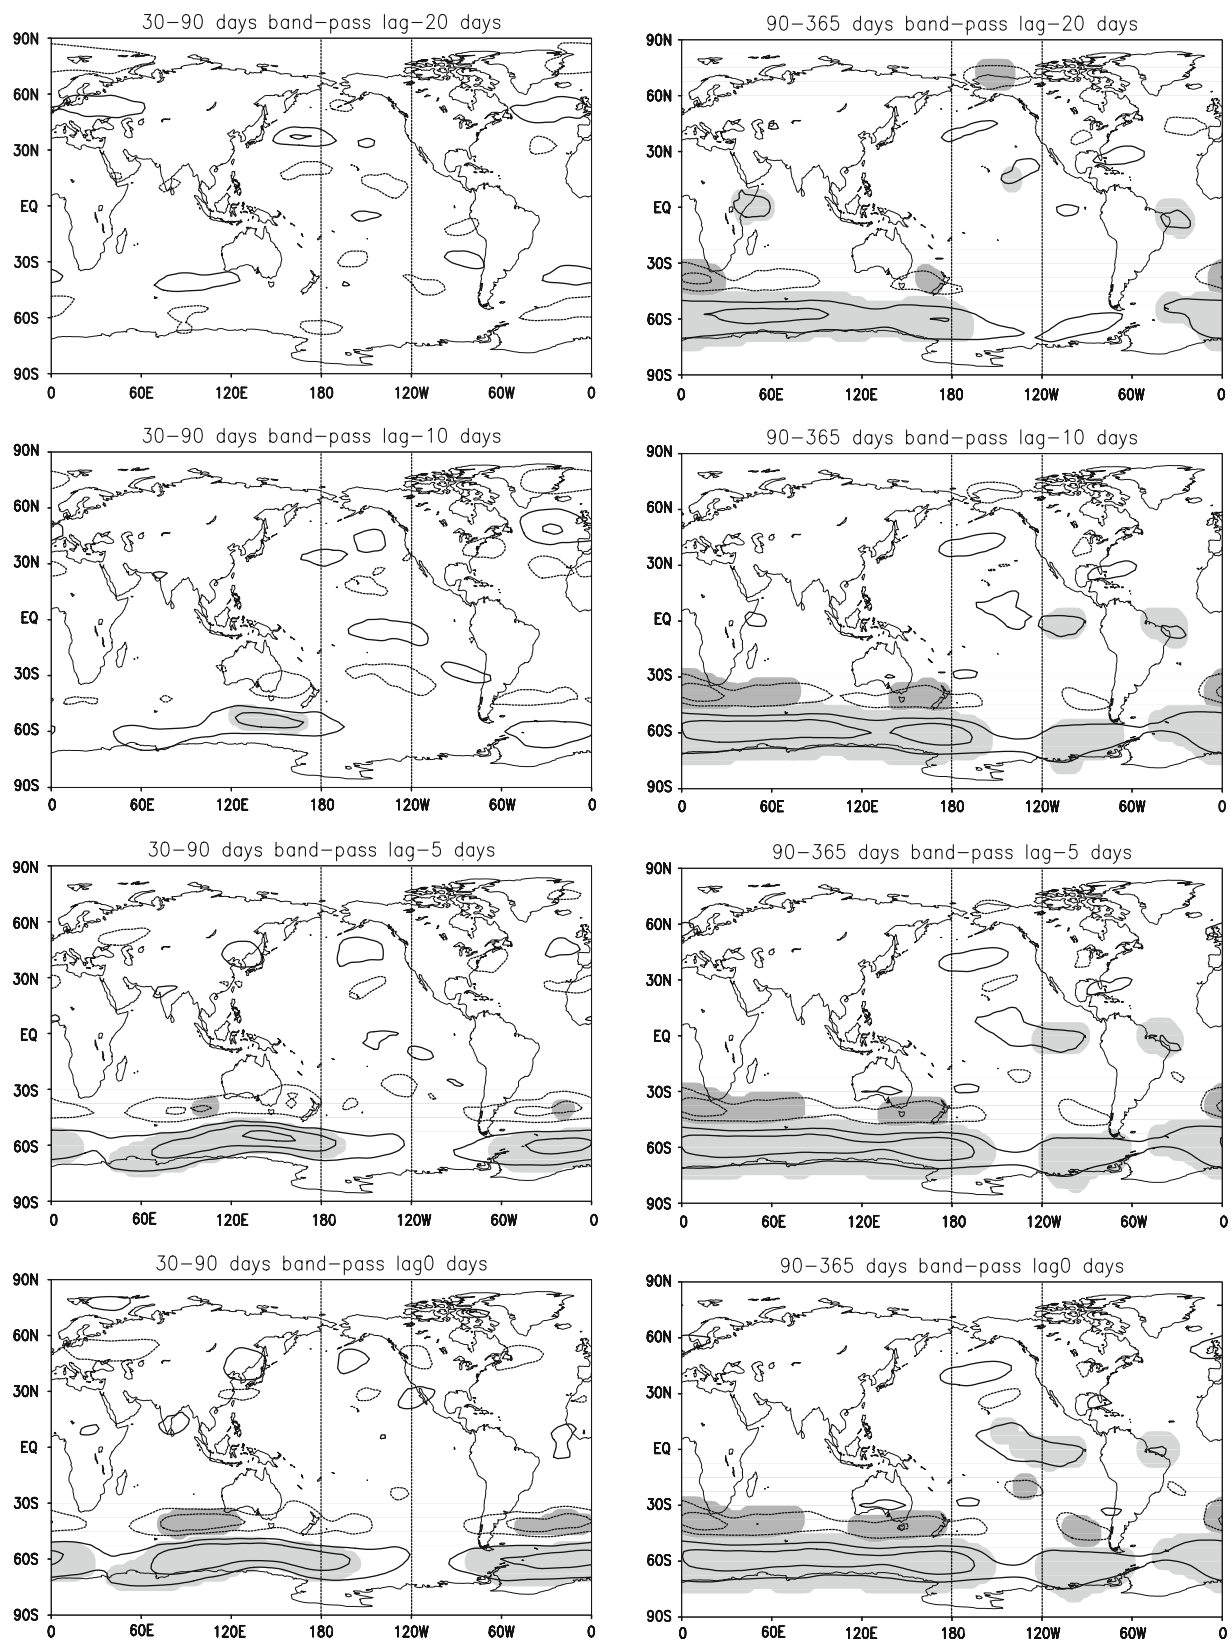 30-90 days band-pass lag-20 days
90N
60N
30N
EQ
30S
60S
90S
0 60E 120E 180 120W 60W 0
90-365 days band-pass lag-20 days
90N
60N
30N
EQ
30S
60S
90S
0 60E 120E 180 120W 60W 0
30-90 days band-pass lag-10 days
90N
60N
30N
EQ
30S
60S
90S
0 60E 120E 180 120W 60W 0
90-365 days band-pass lag-10 days
90N
60N
30N
EQ
30S
60S
90S
0 60E 120E 180 120W 60W 0
30-90 days band-pass lag-5 days
90N
60N
30N
EQ
30S
60S
90S
0 60E 120E 180 120W 60W 0
90-365 days band-pass lag-5 days
90N
60N
30N
EQ
30S
60S
90S
0 60E 120E 180 120W 60W 0
30-90 days band-pass lag0 days
90N
60N
30N
EQ
30S
60S
90S
0 60E 120E 180 120W 60W 0
90-365 days band-pass lag0 days
90N
60N
30N
EQ
30S
60S
90S
0 60E 120E 180 120W 60W 0